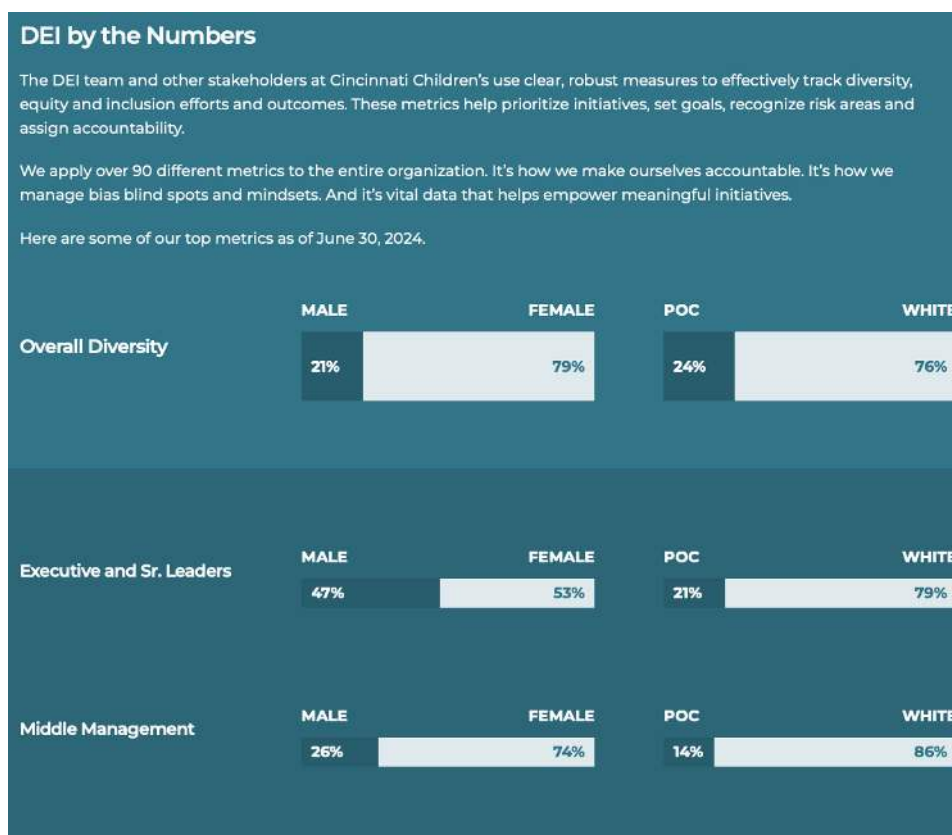 DEI by the Numbers
The DEI team and other stakeholders at Cincinnati Children's use clear, robust measures to effectively track diversity,
equity and inclusion efforts and outcomes. These metrics help prioritize initiatives, set goals, recognize risk areas and
assign accountability.
We apply over 90 different metrics to the entire organization. It's how we make ourselves accountable. It's how we
manage bias blind spots and mindsets. And it's vital data that helps empower meaningful initiatives.
Here are some of our top metrics as of June 30, 2024.
MALE FEMALE POC WHITE
Overall Diversity
21% 79% 24% 76%
MALE FEMALE POC WHITE
Executive and Sr. Leaders
47% 53% 21% 79%
MALE FEMALE POC WHITE
Middle Management
26% 74% 14% 86%